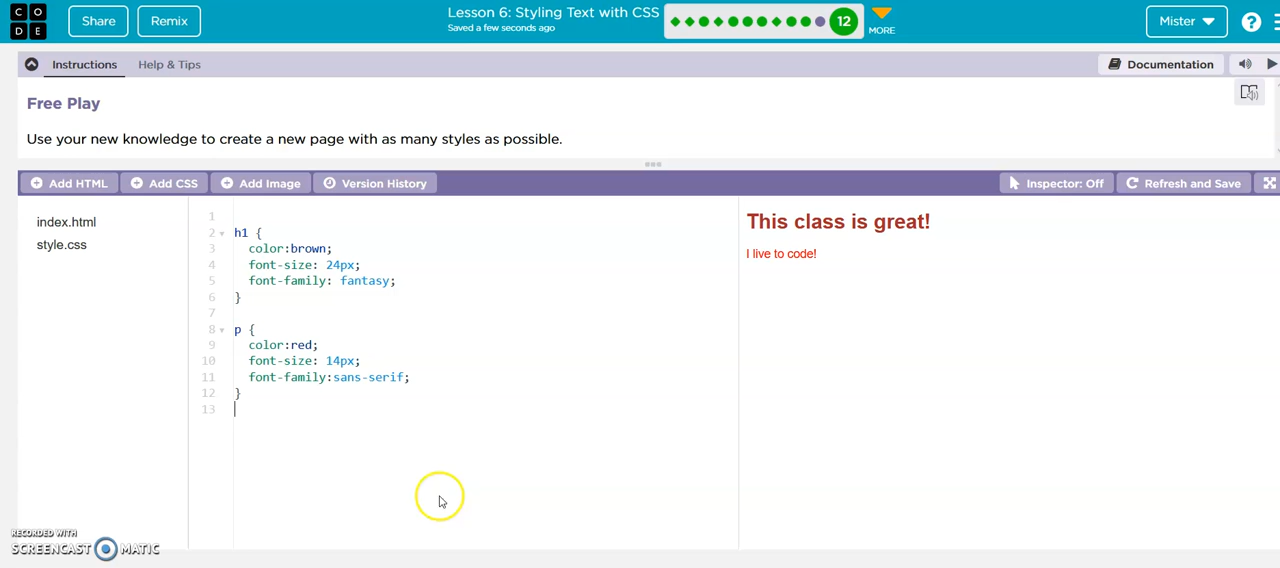 CO
DE
Share
Remix
Lesson 6: Styling Text with CSS
Saved a few seconds ago
12
MORE
Mister
?
Instructions
Help & Tips
Documentation
Free Play
Use your new knowledge to create a new page with as many styles as possible.
Add HTML
Add CSS
Add Image
Version History
Inspector: Off
Refresh and Save
index.html
style.css
1
2 h1 {
3 color:brown;
4 font-size: 24px;
5 font-family: fantasy;
6 }
7
8 p {
9 color:red;
10 font-size: 14px;
11 font-family:sans-serif;
12 }
13
This class is great!
I live to code!
RECORDED WITH
SCREENCAST MATIC